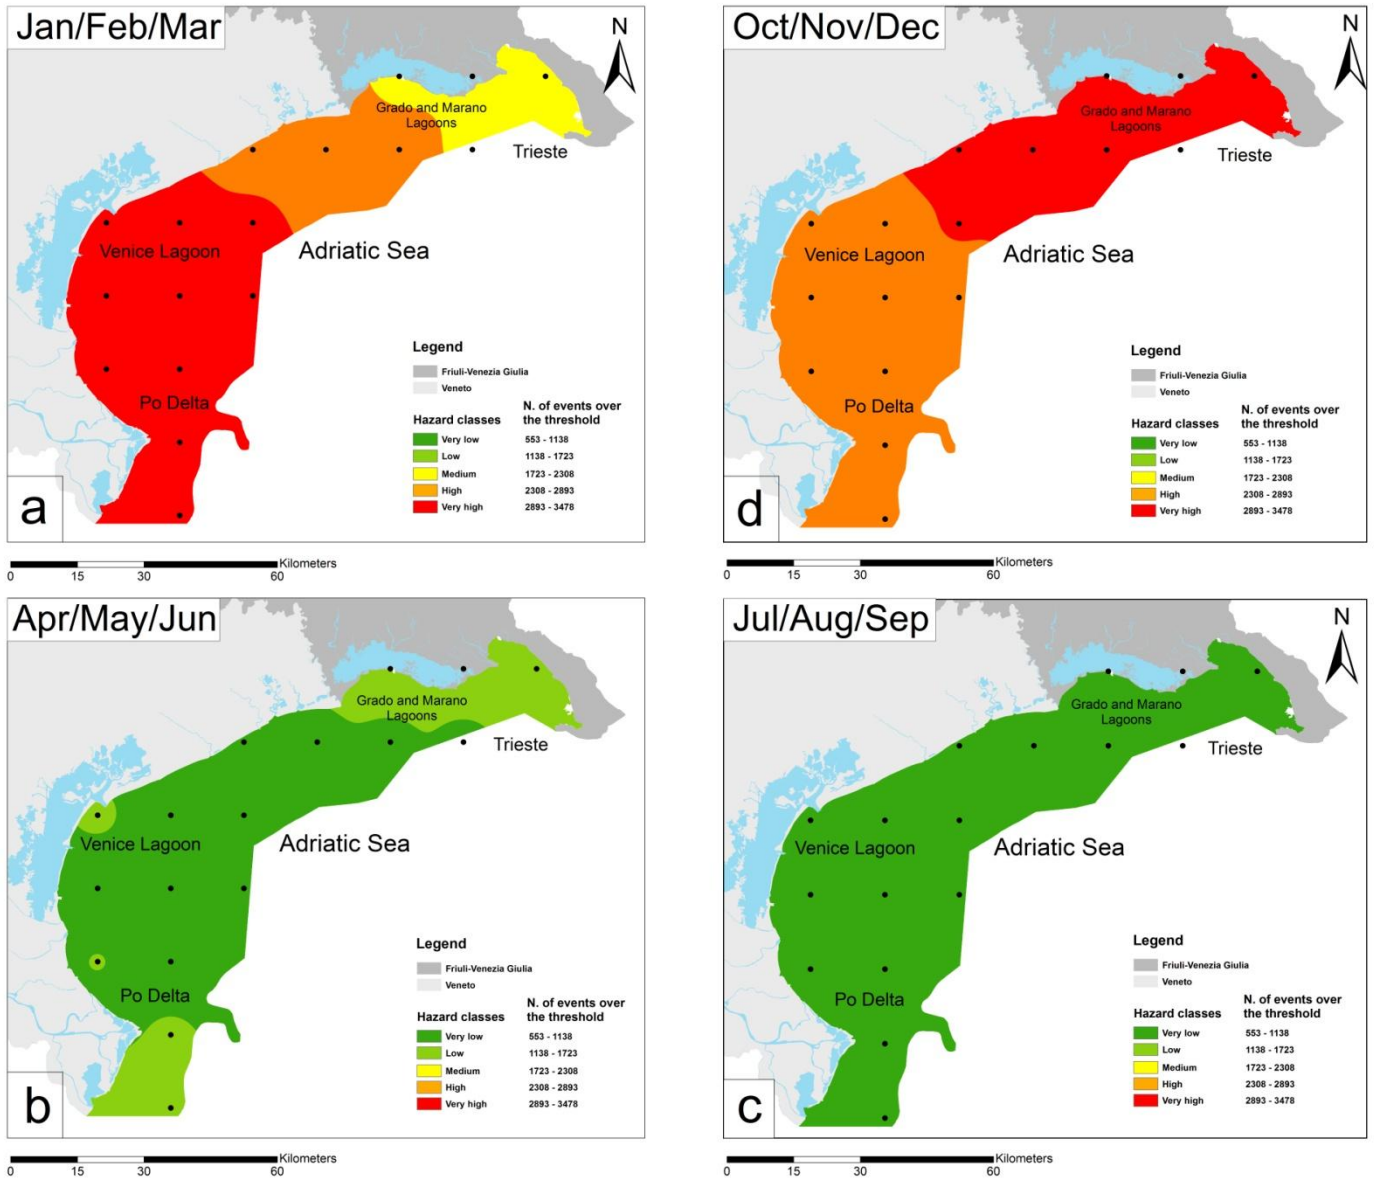 Jan/Feb/Mar
N
Grado and Marano
Lagoons
Trieste
Venice Lagoon
Adriatic Sea
Po Delta
Legend
Friuli-Venezia Giulia
Veneto
Hazard classes
N. of events over
the threshold
Very low 553 - 1138
Low 1138 - 1723
Medium 1723 - 2308
High 2308 - 2893
Very high 2893 - 3478
a
Kilometers
0 15 30 60
Oct/Nov/Dec
N
Grado and Marano
Lagoons
Trieste
Venice Lagoon
Adriatic Sea
Po Delta
Legend
Friuli-Venezia Giulia
Veneto
Hazard classes
N. of events over
the threshold
Very low 553 - 1138
Low 1138 - 1723
Medium 1723 - 2308
High 2308 - 2893
Very high 2893 - 3478
d
Kilometers
0 15 30 60
Apr/May/Jun
Grado and Marano
Lagoons
Trieste
Venice Lagoon
Adriatic Sea
Po Delta
Legend
Friuli-Venezia Giulia
Veneto
Hazard classes
N. of events over
the threshold
Very low 553 - 1138
Low 1138 - 1723
Medium 1723 - 2308
High 2308 - 2893
Very high 2893 - 3478
b
Kilometers
0 15 30 60
Jul/Aug/Sep
N
Grado and Marano
Lagoons
Trieste
Venice Lagoon
Adriatic Sea
Po Delta
Legend
Friuli-Venezia Giulia
Veneto
Hazard classes
N. of events over
the threshold
Very low 553 - 1138
Low 1138 - 1723
Medium 1723 - 2308
High 2308 - 2893
Very high 2893 - 3478
c
Kilometers
0 15 30 60